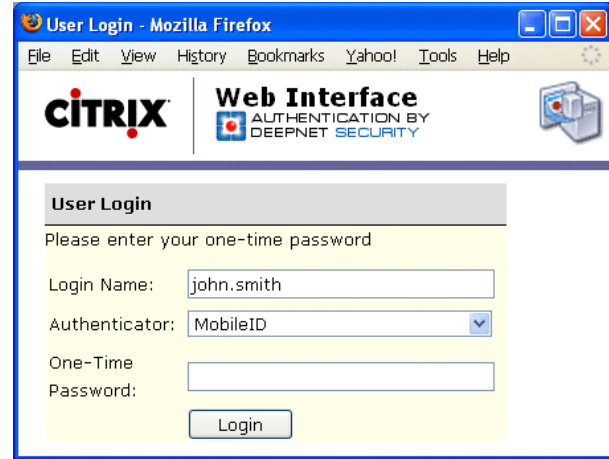 User Login - Mozilla Firefox
File Edit View History Bookmarks Yahoo! Tools Help
CITRIX
Web Interface
AUTHENTICATION BY
DEEPNET SECURITY
User Login
Please enter your one-time password
Login Name: john.smith
Authenticator: MobileID
One-Time
Password:
Login